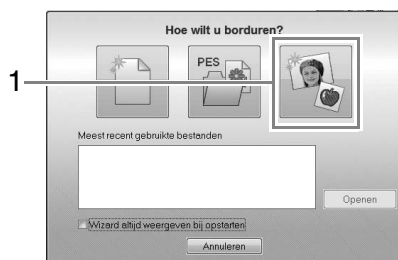 Hoe wilt u borduren?
PES
1
Meest recent gebruikte bestanden
Openen
Wizard altijd weergeven bij opstarten
Annuleren